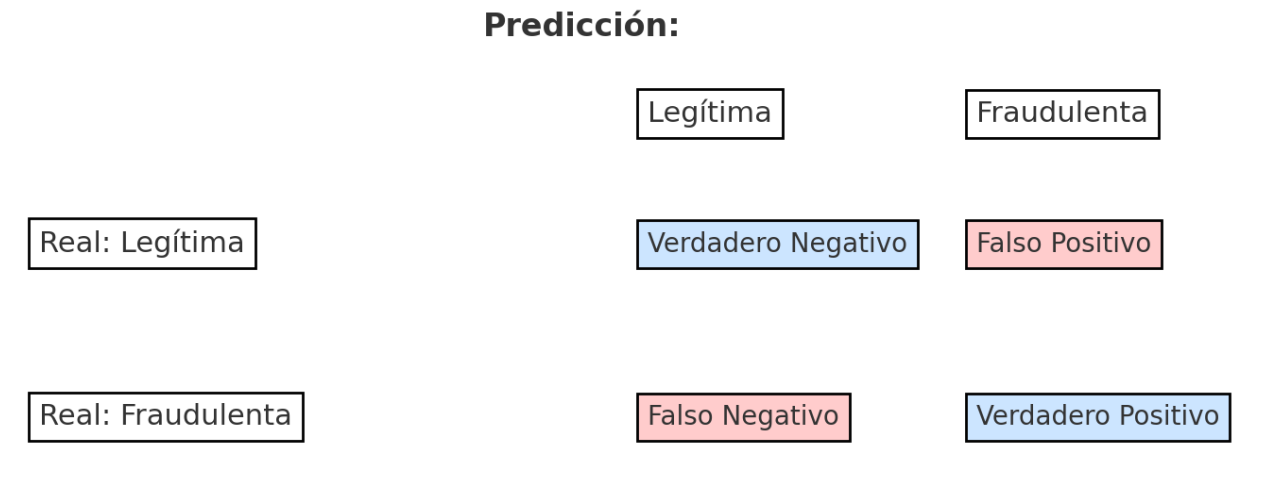 Predicción:
Legítima Fraudulenta
Real: Legítima Verdadero Negativo Falso Positivo
Real: Fraudulenta Falso Negativo Verdadero Positivo